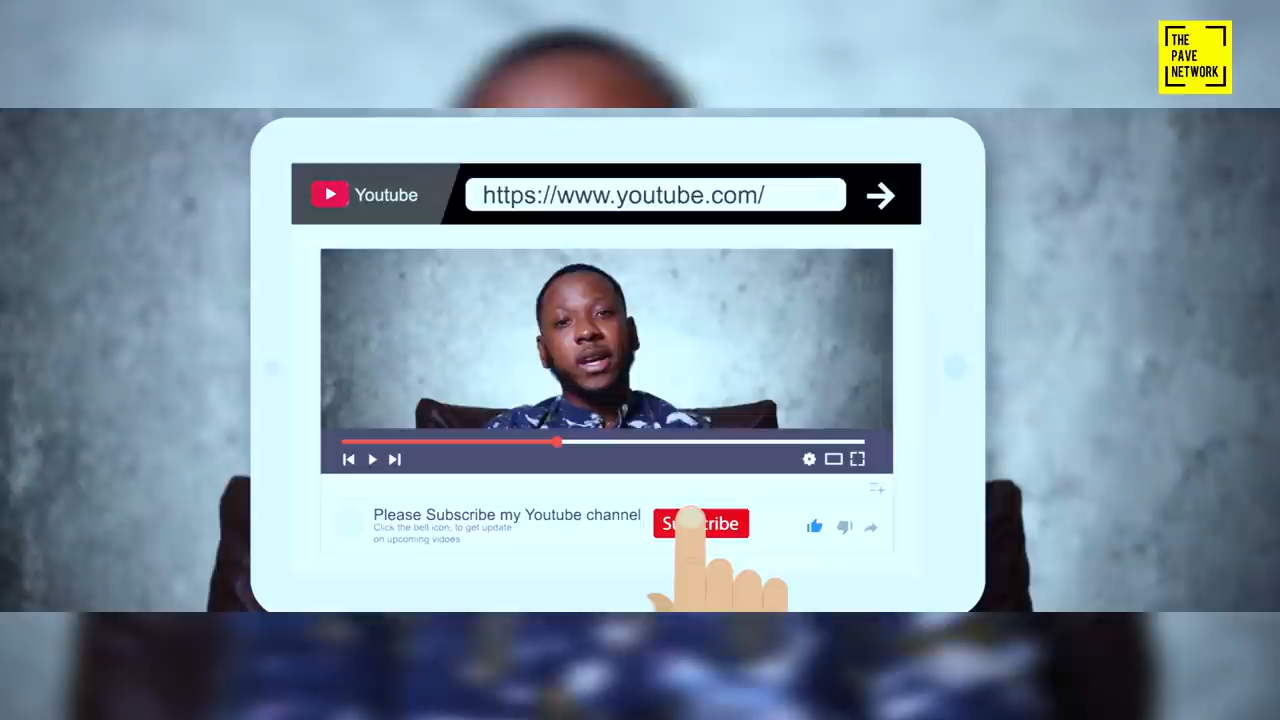 THE
PAVE
NETWORK
Youtube
https://www.youtube.com/
Please Subscribe my Youtube channel
Click the bell icon, to get update
on upcoming vidoes